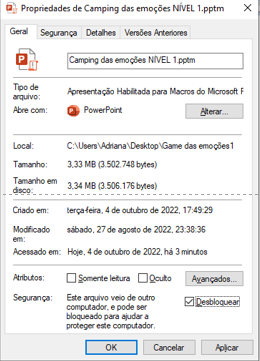 Propriedades de Camping das emoções NÍVEL 1.pptm
Geral Segurança Detalhes Versões Anteriores
Camping das emoções NÍVEL 1.pptm
Tipo de arquivo: Apresentação Habilitada para Macros do Microsoft P
Abre com: PowerPoint Alterar...
Local: C:\Users\Adriana\Desktop\Game das emoções1
Tamanho: 3,33 MB (3.502.748 bytes)
Tamanho em disco: 3,34 MB (3.506.176 bytes)
Criado em: terça-feira, 4 de outubro de 2022, 17:49:29
Modificado em: sábado, 27 de agosto de 2022, 23:38:36
Acessado em: Hoje, 4 de outubro de 2022, há 3 minutos
Atributos: Somente leitura Oculto Avançados...
Segurança: Este arquivo veio de outro
computador, e pode ser
bloqueado para ajudar a
proteger este computador.
Desbloquear
OK Cancelar Aplicar